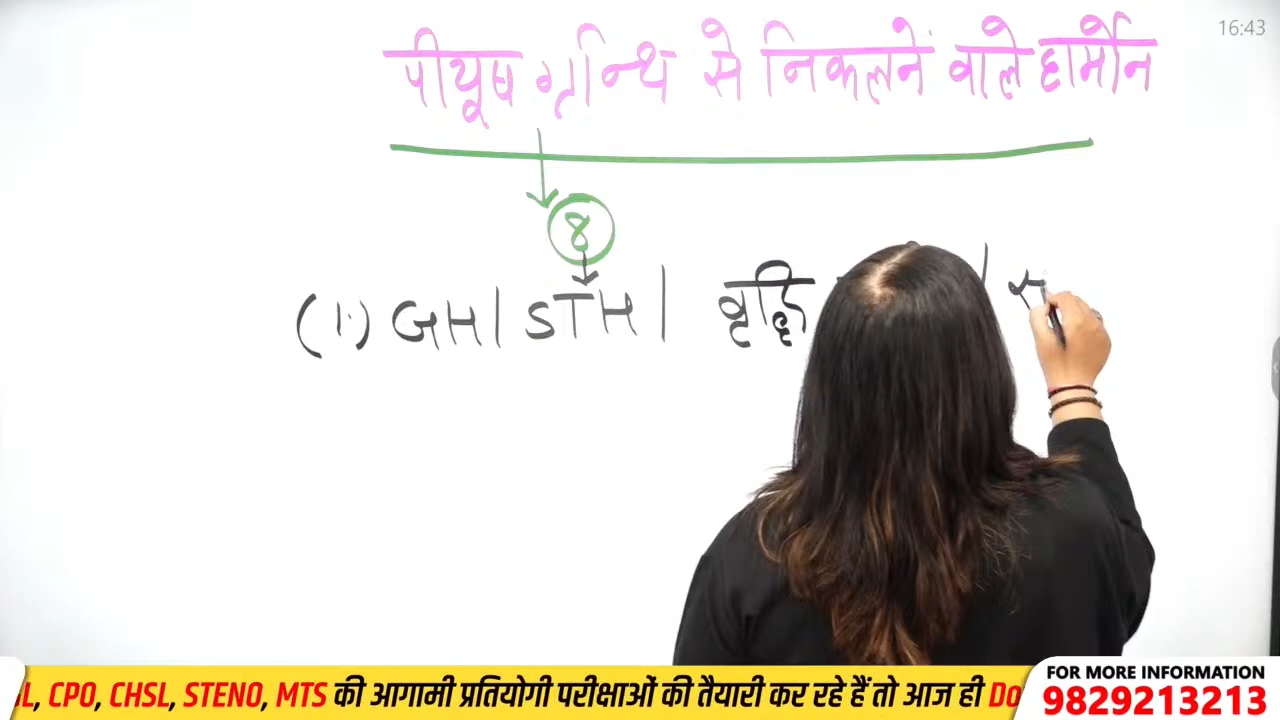 16:43
पीयूष ग्रन्थि से निकलनें वाले हार्मोन
8
(1.) GH | STH | वृद्धि
CPO, CHSL, STENO, MTS की आगामी प्रतियोगी परीक्षाओं की तैयारी कर रहे हैं तो आज ही
FOR MORE INFORMATION
9829213213